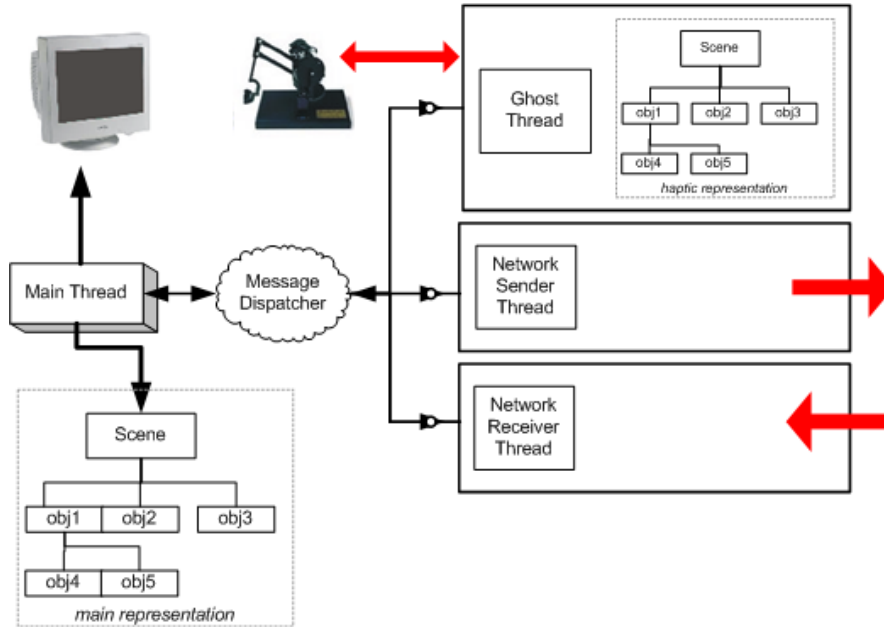 Scene
Ghost
Thread
obj1
obj2
obj3
obj4
obj5
haptic representation
Main Thread
Message
Dispatcher
Network
Sender
Thread
Network
Receiver
Thread
Scene
obj1
obj2
obj3
obj4
obj5
main representation